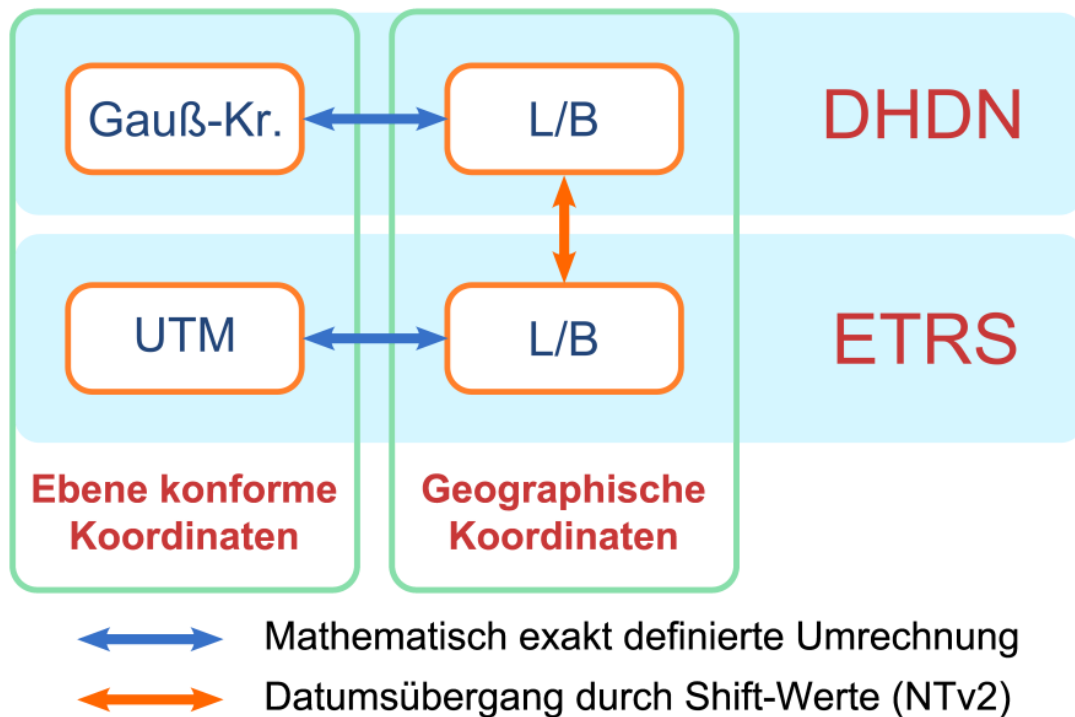 Gauß-Kr.
L/B
DHDN
UTM
L/B
ETRS
Ebene konforme
Koordinaten
Geographische
Koordinaten
Mathematisch exakt definierte Umrechnung
Datumsübergang durch Shift-Werte (NTv2)